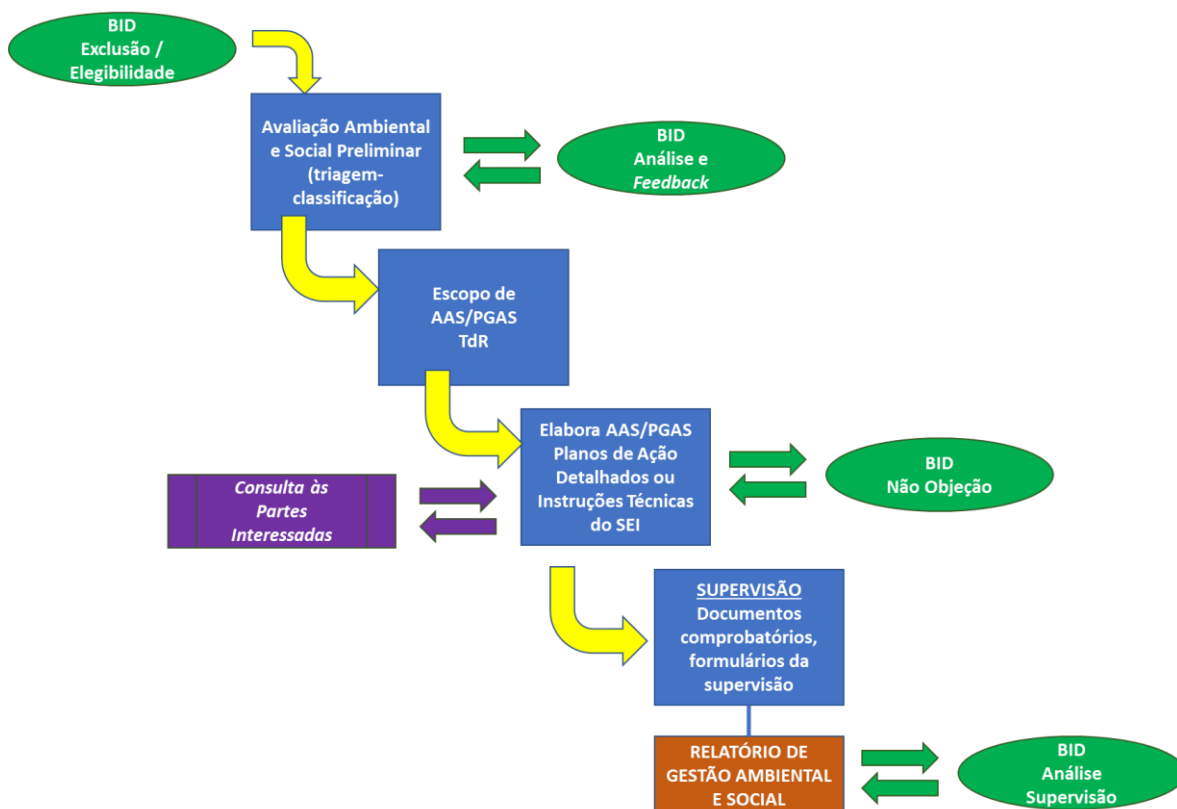 BID
Exclusão /
Elegibilidade
Avaliação Ambiental
e Social Preliminar
(triagem-
classificação)
BID
Análise e
Feedback
Escopo de
AAS/PGAS
TdR
Elabora AAS/PGAS
Planos de Ação
Detalhados ou
Instruções Técnicas
do SEI
BID
Não Objeção
Consulta às
Partes
Interessadas
SUPERVISÃO
Documentos
comprobatórios,
formulários da
supervisão
RELATÓRIO DE
GESTÃO AMBIENTAL
E SOCIAL
BID
Análise
Supervisão